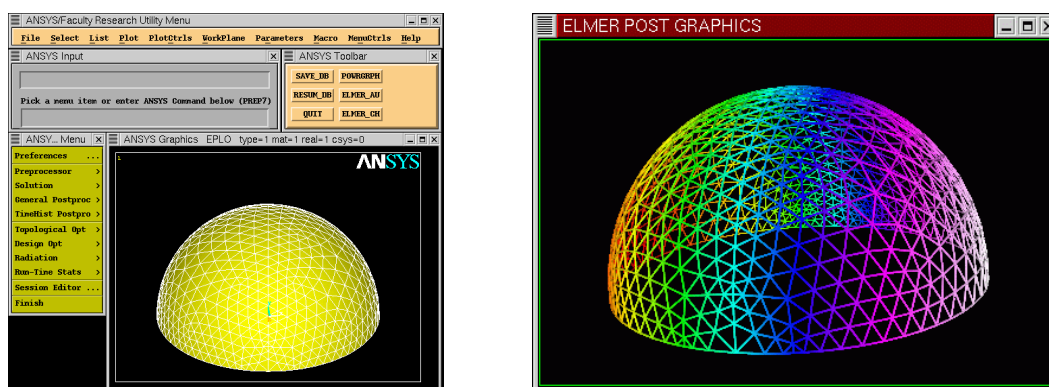 ANSYS/Faculty Research Utility Menu
File Select List Plot PlotCtrls WorkPlane Parameters Macro MenuCtrls Help
ANSYS Input
Pick a menu item or enter ANSYS Command below (PREP7)
ANSYS Toolbar
SAVE_DB POWRGRPH
RESUM_DB ELMER_AU
QUIT ELMER_CH
ANSY... Menu
Preferences ...
Preprocessor >
Solution >
General Postproc >
TimeHist Postpro >
Topological Opt >
Design Opt >
Radiation >
Run-Time Stats >
Session Editor ...
Finish
ANSYS Graphics EPLO type=1 mat=1 real=1 csys=0
1
ANSYS
ELMER POST GRAPHICS